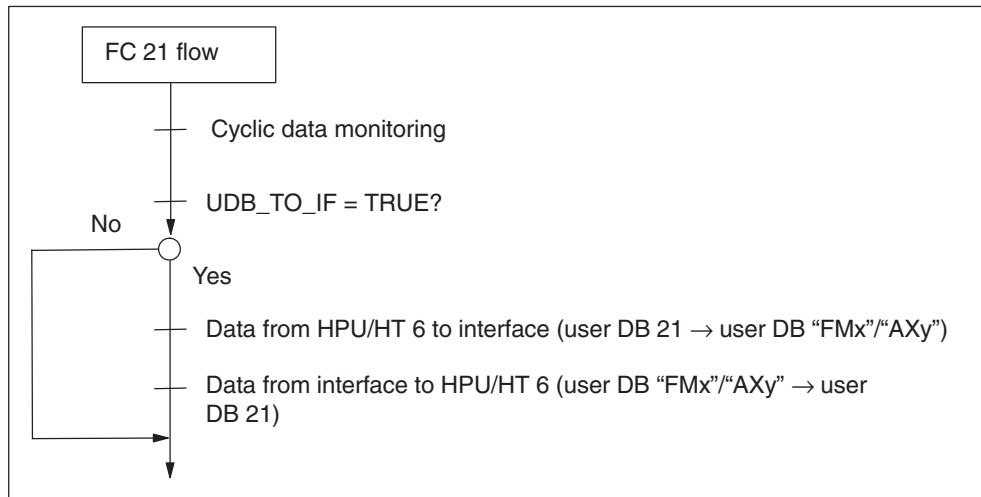 FC 21 flow
Cyclic data monitoring
UDB_TO_IF = TRUE?
No
Yes
Data from HPU/HT 6 to interface (user DB 21 → user DB “FMx”/“AXy”)
Data from interface to HPU/HT 6 (user DB “FMx”/“AXy” → user
DB 21)